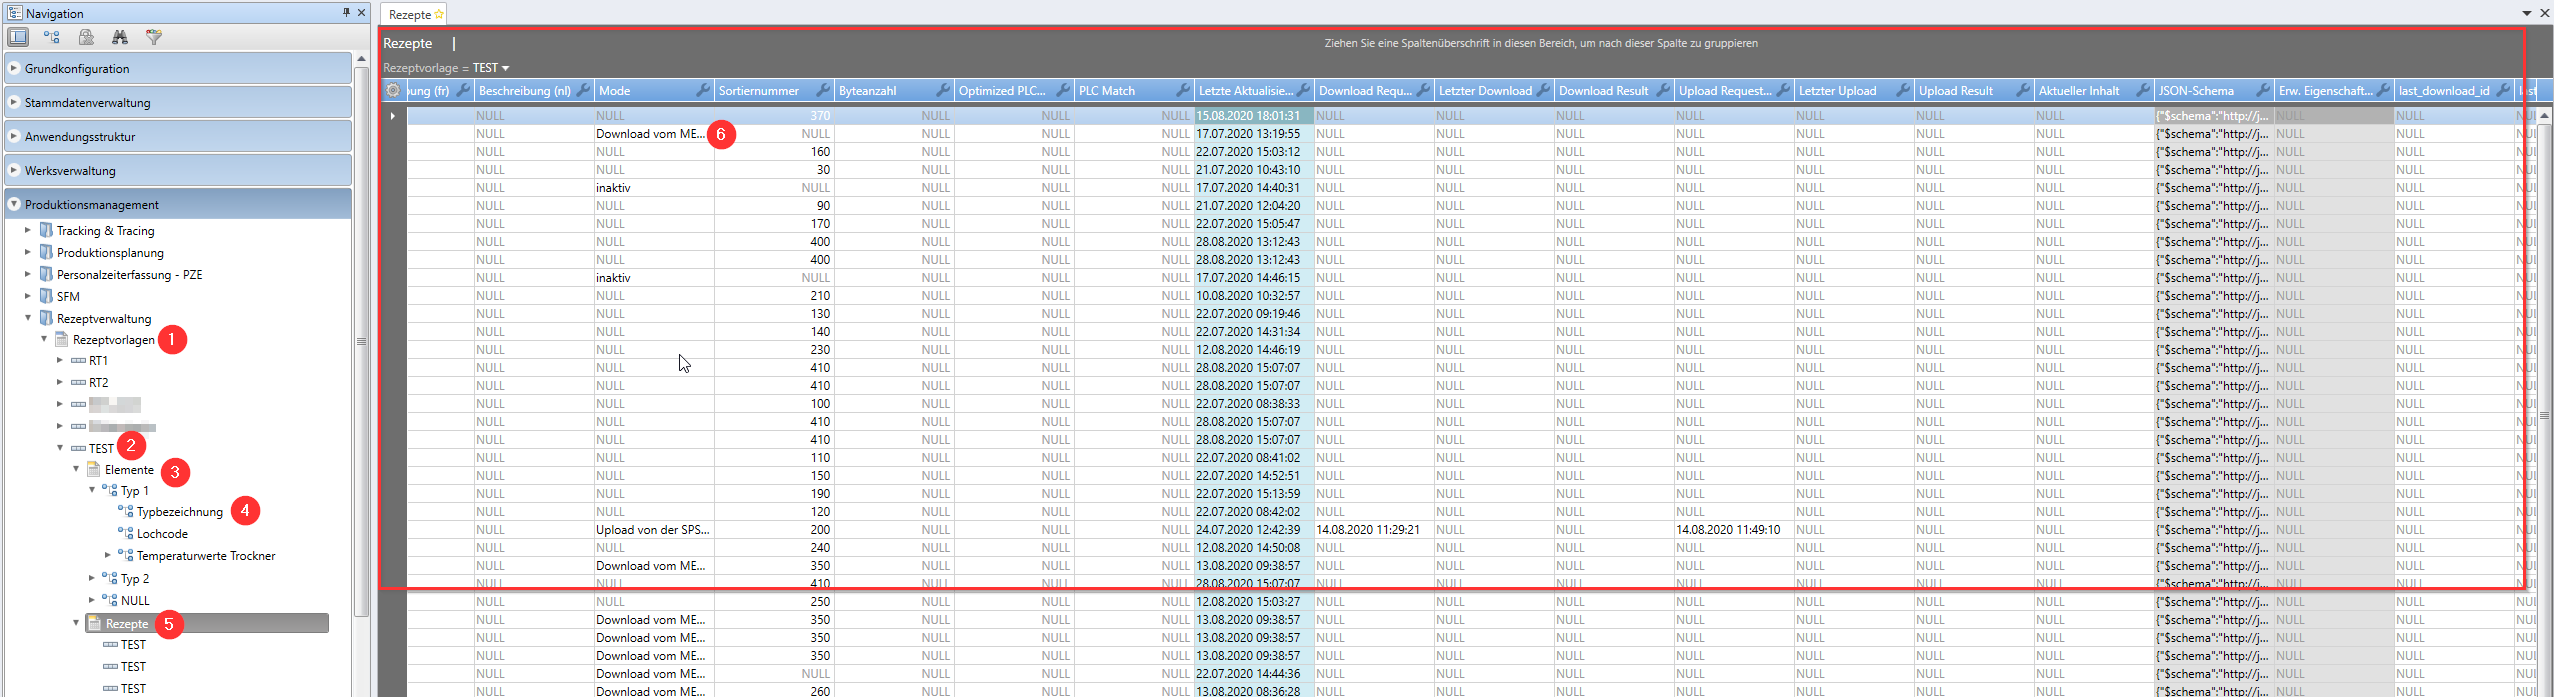 Navigation
Grundkonfiguration
Stammdatenverwaltung
Anwendungsstruktur
Werksverwaltung
Produktionsmanagement
Tracking & Tracing
Produktionsplanung
Personalzeiterfassung - PZE
SFM
Rezeptverwaltung
Rezeptvorlagen 1
RT1
RT2
TEST 2
Elemente 3
Typ 1
Typbezeichnung 4
Lochcode
Temperaturwerte Trockner
Typ 2
NULL
Rezepte 5
TEST
TEST
TEST
Rezepte
Rezepte | Ziehen Sie eine Spaltenüberschrift in diesen Bereich, um nach dieser Spalte zu gruppieren
Rezeptvorlage = TEST
ung (fr) Beschreibung (nl) Mode Sortiernummer Byteanzahl Optimized PLC... PLC Match Letzte Aktualisie... Download Requ... Letzter Download Download Result Upload Request... Letzter Upload Upload Result Aktueller Inhalt JSON-Schema Erw. Eigenschaft... last_download_id last
NULL NULL 370 NULL NULL NULL 15.08.2020 18:01:31 NULL NULL NULL NULL NULL NULL NULL {"$schema":"http://j... NULL NULL NU
NULL Download vom ME... 6 NULL NULL NULL NULL 17.07.2020 13:19:55 NULL NULL NULL NULL NULL NULL NULL {"$schema":"http://j... NULL NULL NU
NULL NULL 160 NULL NULL NULL 22.07.2020 15:03:12 NULL NULL NULL NULL NULL NULL NULL {"$schema":"http://j... NULL NULL NU
NULL NULL 30 NULL NULL NULL 21.07.2020 10:43:10 NULL NULL NULL NULL NULL NULL NULL {"$schema":"http://j... NULL NULL NU
NULL inaktiv NULL NULL NULL NULL 17.07.2020 14:40:31 NULL NULL NULL NULL NULL NULL NULL {"$schema":"http://j... NULL NULL NU
NULL NULL 90 NULL NULL NULL 21.07.2020 12:04:20 NULL NULL NULL NULL NULL NULL NULL {"$schema":"http://j... NULL NULL NU
NULL NULL 170 NULL NULL NULL 22.07.2020 15:05:47 NULL NULL NULL NULL NULL NULL NULL {"$schema":"http://j... NULL NULL NU
NULL NULL 400 NULL NULL NULL 28.08.2020 13:12:43 NULL NULL NULL NULL NULL NULL NULL {"$schema":"http://j... NULL NULL NU
NULL NULL 400 NULL NULL NULL 28.08.2020 13:12:43 NULL NULL NULL NULL NULL NULL NULL {"$schema":"http://j... NULL NULL NU
NULL inaktiv NULL NULL NULL NULL 17.07.2020 14:46:15 NULL NULL NULL NULL NULL NULL NULL {"$schema":"http://j... NULL NULL NU
NULL NULL 210 NULL NULL NULL 10.08.2020 10:32:57 NULL NULL NULL NULL NULL NULL NULL {"$schema":"http://j... NULL NULL NU
NULL NULL 130 NULL NULL NULL 22.07.2020 09:19:46 NULL NULL NULL NULL NULL NULL NULL {"$schema":"http://j... NULL NULL NU
NULL NULL 140 NULL NULL NULL 22.07.2020 14:31:34 NULL NULL NULL NULL NULL NULL NULL {"$schema":"http://j... NULL NULL NU
NULL NULL 230 NULL NULL NULL 12.08.2020 14:46:19 NULL NULL NULL NULL NULL NULL NULL {"$schema":"http://j... NULL NULL NU
NULL NULL 410 NULL NULL NULL 28.08.2020 15:07:07 NULL NULL NULL NULL NULL NULL NULL {"$schema":"http://j... NULL NULL NU
NULL NULL 410 NULL NULL NULL 28.08.2020 15:07:07 NULL NULL NULL NULL NULL NULL NULL {"$schema":"http://j... NULL NULL NU
NULL NULL 100 NULL NULL NULL 22.07.2020 08:38:33 NULL NULL NULL NULL NULL NULL NULL {"$schema":"http://j... NULL NULL NU
NULL NULL 410 NULL NULL NULL 28.08.2020 15:07:07 NULL NULL NULL NULL NULL NULL NULL {"$schema":"http://j... NULL NULL NU
NULL NULL 410 NULL NULL NULL 28.08.2020 15:07:07 NULL NULL NULL NULL NULL NULL NULL {"$schema":"http://j... NULL NULL NU
NULL NULL 110 NULL NULL NULL 22.07.2020 08:41:02 NULL NULL NULL NULL NULL NULL NULL {"$schema":"http://j... NULL NULL NU
NULL NULL 150 NULL NULL NULL 22.07.2020 14:52:51 NULL NULL NULL NULL NULL NULL NULL {"$schema":"http://j... NULL NULL NU
NULL NULL 190 NULL NULL NULL 22.07.2020 15:13:59 NULL NULL NULL NULL NULL NULL NULL {"$schema":"http://j... NULL NULL NU
NULL NULL 120 NULL NULL NULL 22.07.2020 08:42:02 NULL NULL NULL NULL NULL NULL NULL {"$schema":"http://j... NULL NULL NU
NULL Upload von der SPS... 200 NULL NULL NULL 24.07.2020 12:42:39 14.08.2020 11:29:21 NULL NULL 14.08.2020 11:49:10 NULL NULL NULL {"$schema":"http://j... NULL NULL NU
NULL NULL 240 NULL NULL NULL 12.08.2020 14:50:08 NULL NULL NULL NULL NULL NULL NULL {"$schema":"http://j... NULL NULL NU
NULL Download vom ME... 350 NULL NULL NULL 13.08.2020 09:38:57 NULL NULL NULL NULL NULL NULL NULL {"$schema":"http://j... NULL NULL NU
NULL NULL 410 NULL NULL NULL 28.08.2020 15:07:07 NULL NULL NULL NULL NULL NULL NULL {"$schema":"http://j... NULL NULL NU
NULL NULL 250 NULL NULL NULL 12.08.2020 15:03:27 NULL NULL NULL NULL NULL NULL NULL {"$schema":"http://j... NULL NULL NU
NULL Download vom ME... 350 NULL NULL NULL 13.08.2020 09:38:57 NULL NULL NULL NULL NULL NULL NULL {"$schema":"http://j... NULL NULL NU
NULL Download vom ME... 350 NULL NULL NULL 13.08.2020 09:38:57 NULL NULL NULL NULL NULL NULL NULL {"$schema":"http://j... NULL NULL NU
NULL Download vom ME... 350 NULL NULL NULL 13.08.2020 09:38:57 NULL NULL NULL NULL NULL NULL NULL {"$schema":"http://j... NULL NULL NU
NULL Download vom ME... NULL NULL NULL NULL 22.07.2020 14:44:36 NULL NULL NULL NULL NULL NULL NULL {"$schema":"http://j... NULL NULL NU
NULL Download vom ME... 260 NULL NULL NULL 13.08.2020 08:36:28 NULL NULL NULL NULL NULL NULL NULL {"$schema":"http://j... NULL NULL NU